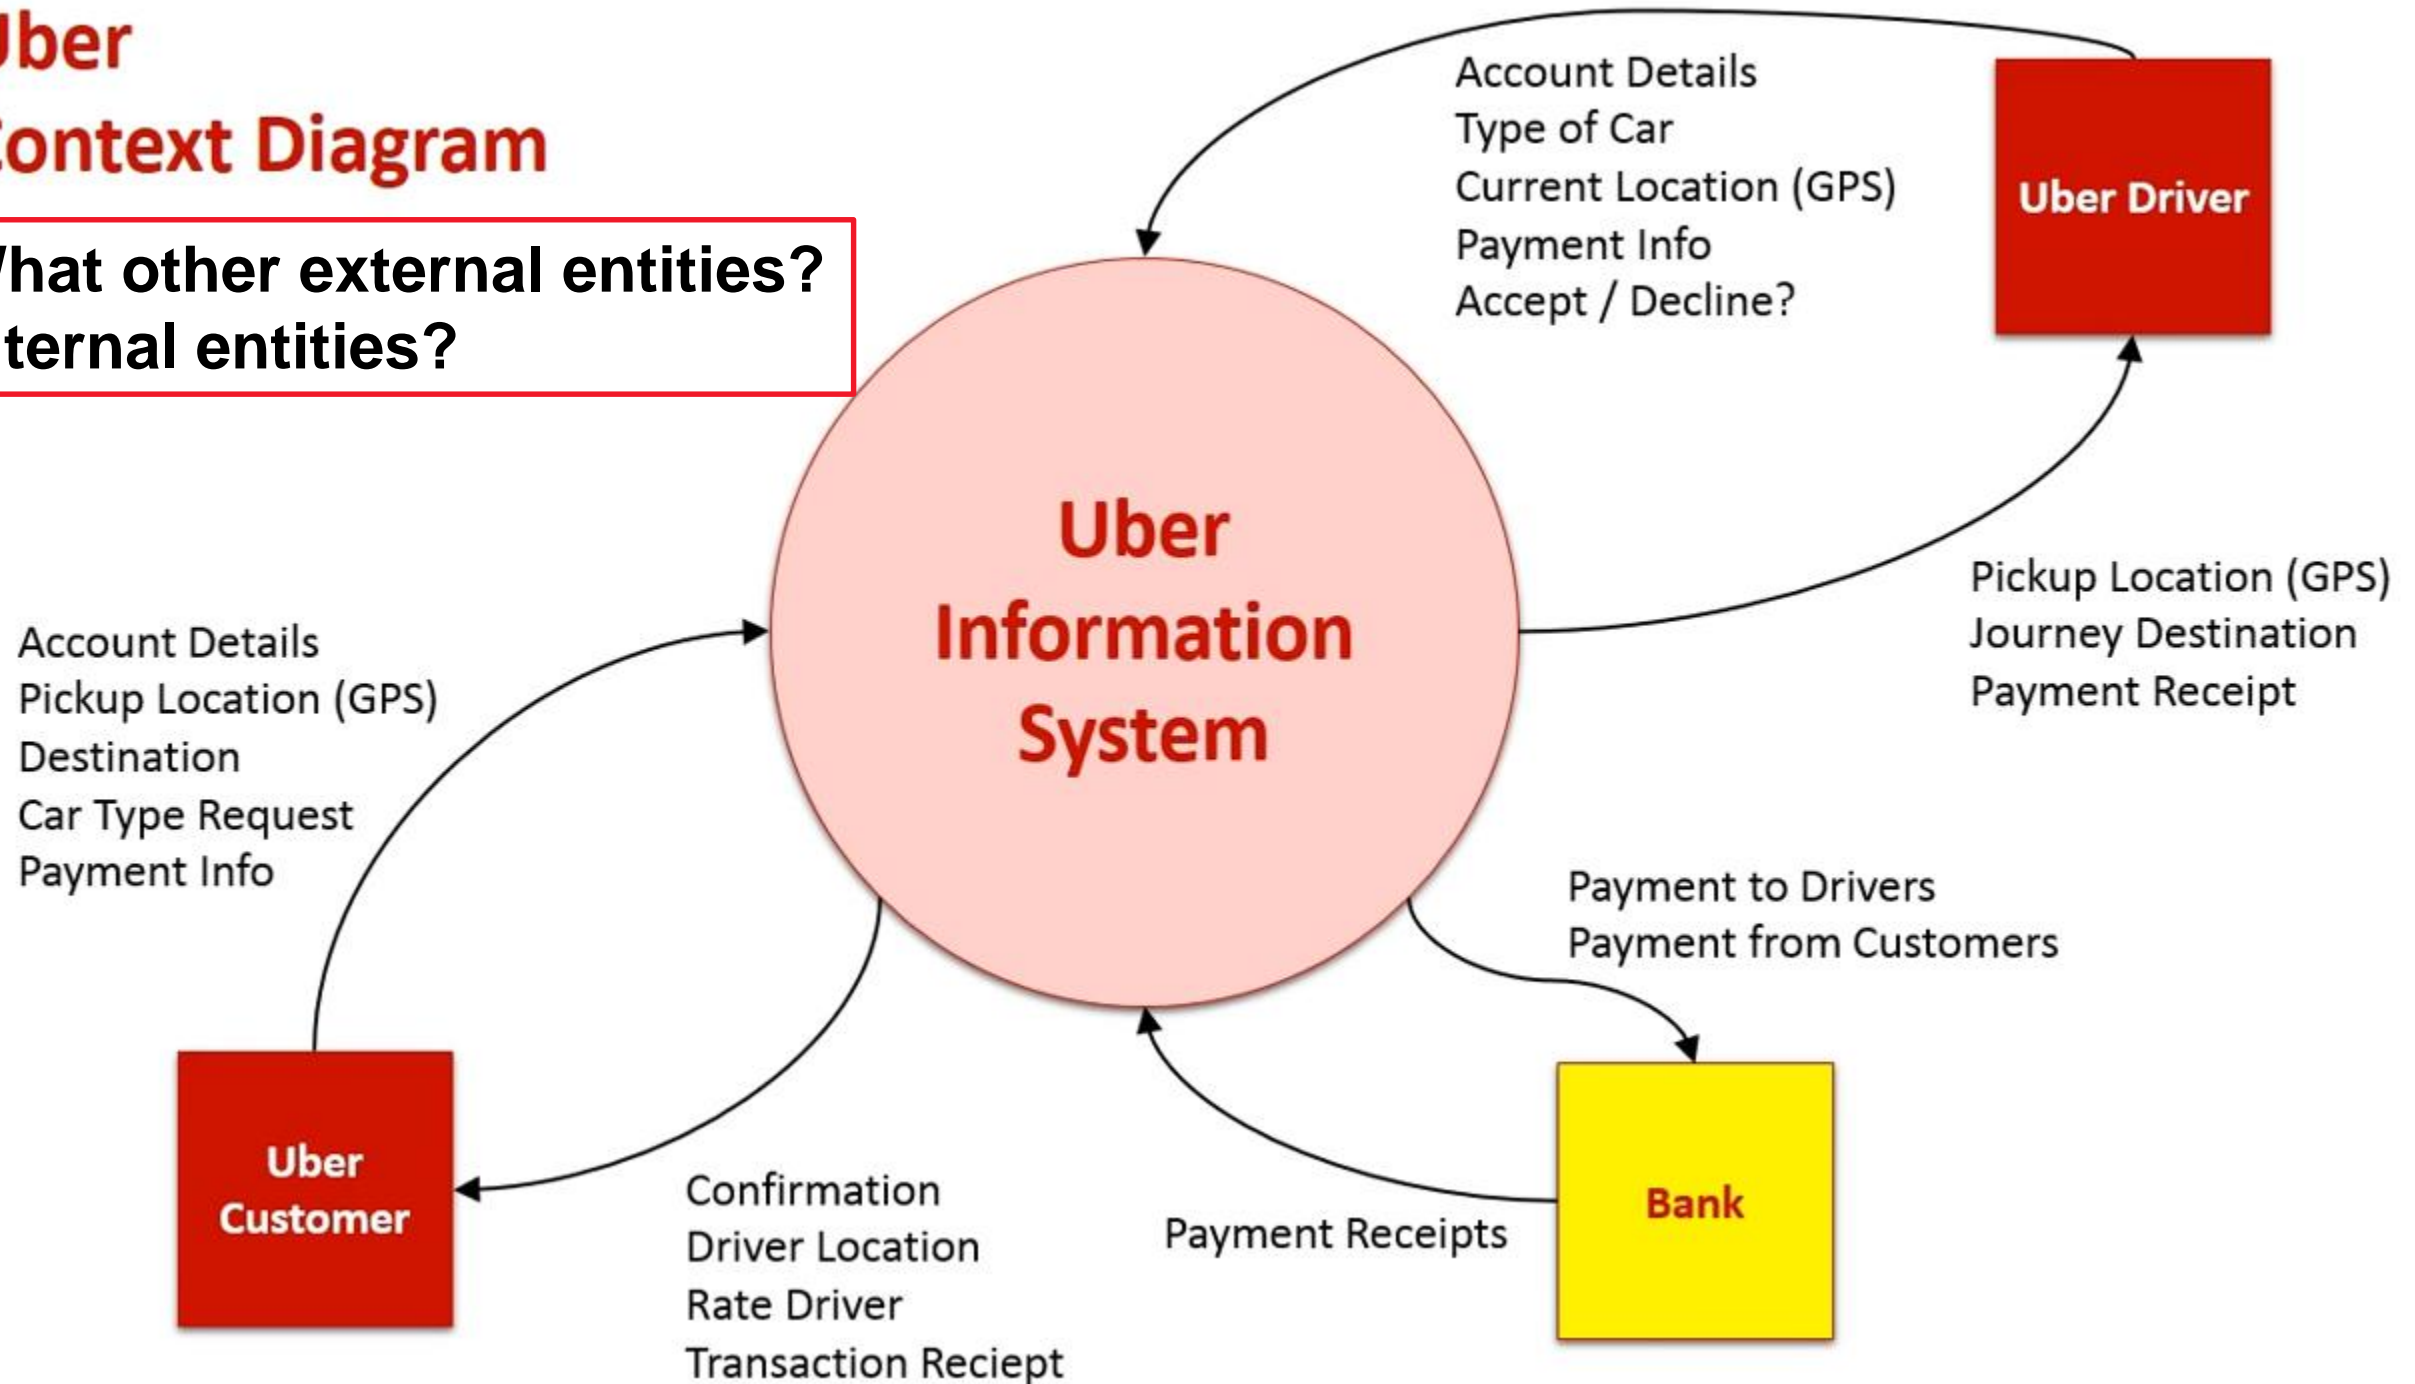 Uber
Context Diagram
What other external entities?
ternal entities?
Account Details
Type of Car
Current Location (GPS)
Payment Info
Accept / Decline?
Uber Driver
Uber
Information
System
Pickup Location (GPS)
Journey Destination
Payment Receipt
Account Details
Pickup Location (GPS)
Destination
Car Type Request
Payment Info
Payment to Drivers
Payment from Customers
Uber
Customer
Confirmation
Driver Location
Rate Driver
Transaction Reciept
Payment Receipts
Bank